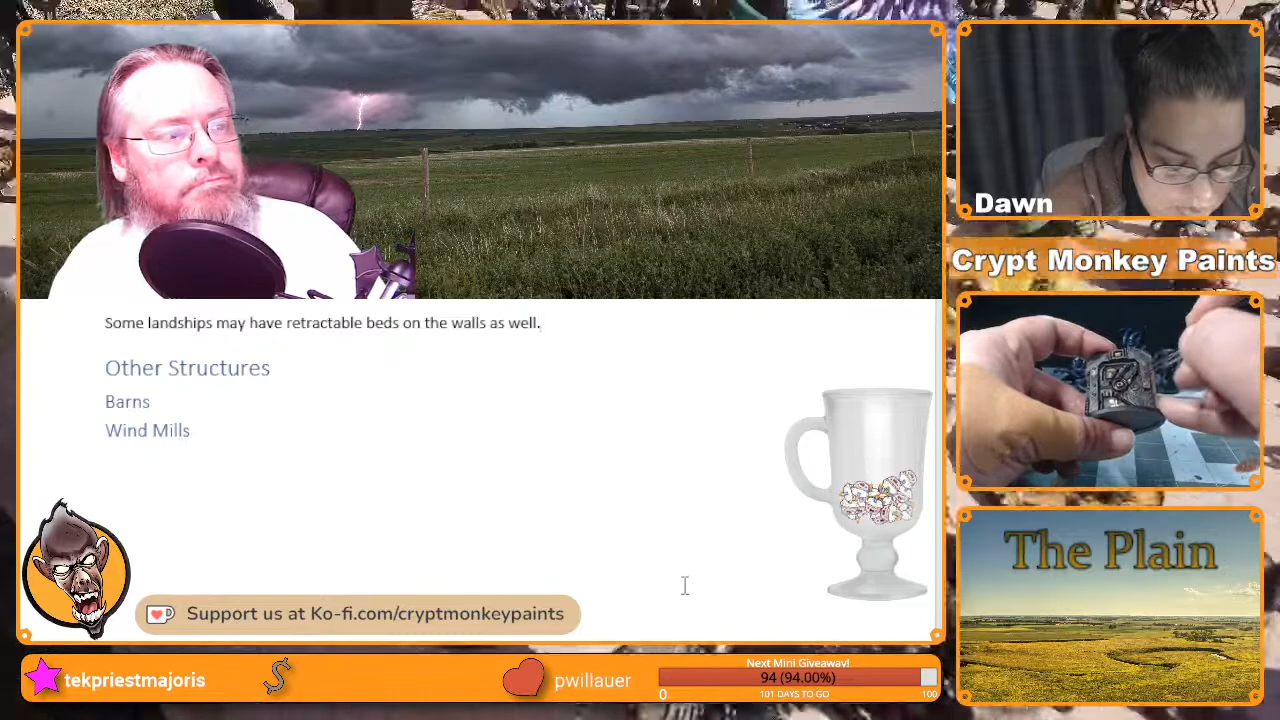 Dawn
Crypt Monkey Paints
Some landships may have retractable beds on the walls as well.
Other Structures
Barns
Wind Mills
The Plain
Support us at Ko-fi.com/cryptmonkeypaints
tekpriestmajoris
pwillauer
Next Mini Giveaway!
94 (94.00%)
0
101 DAYS TO GO
100